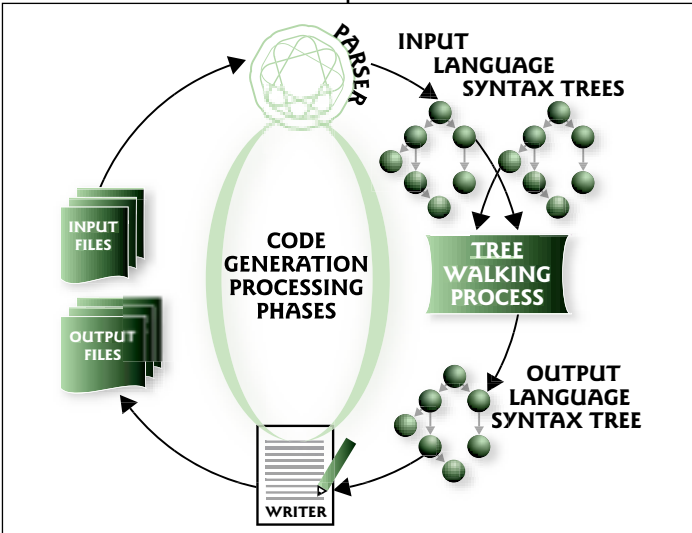 PARSER
INPUT
LANGUAGE
SYNTAX TREES
INPUT
FILES
CODE
GENERATION
PROCESSING
PHASES
TREE
WALKING
PROCESS
OUTPUT
FILES
OUTPUT
LANGUAGE
SYNTAX TREE
WRITER